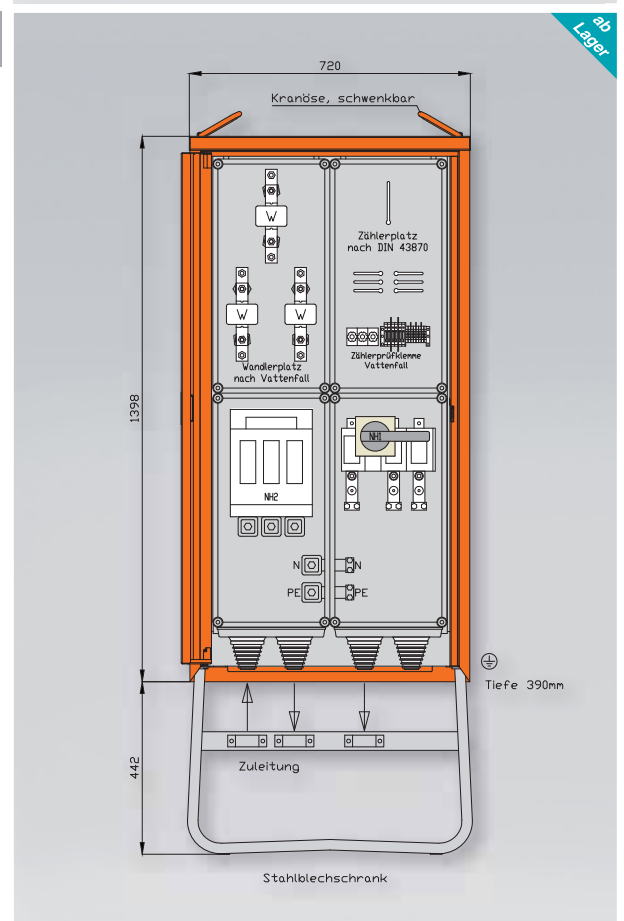 ab
Lager
720
Kranöse, schwenkbar
W
Zählerplatz
nach DIN 43870
W
W
Wandlerplatz
nach Vattenfall
Zählerprüfklemme
Vattenfall
1398
NH1
NH2
N
N
PE
PE
Tiefe 390mm
442
Zuleitung
Stahlblechschrank